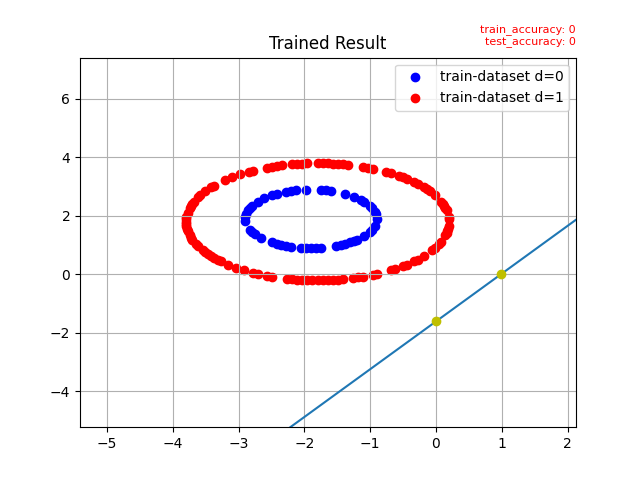 train_accuracy: 0
test_accuracy: 0
Trained Result
train-dataset d=0
train-dataset d=1
6
4
2
0
−2
−4
−5
−4
−3
−2
−1
0
1
2